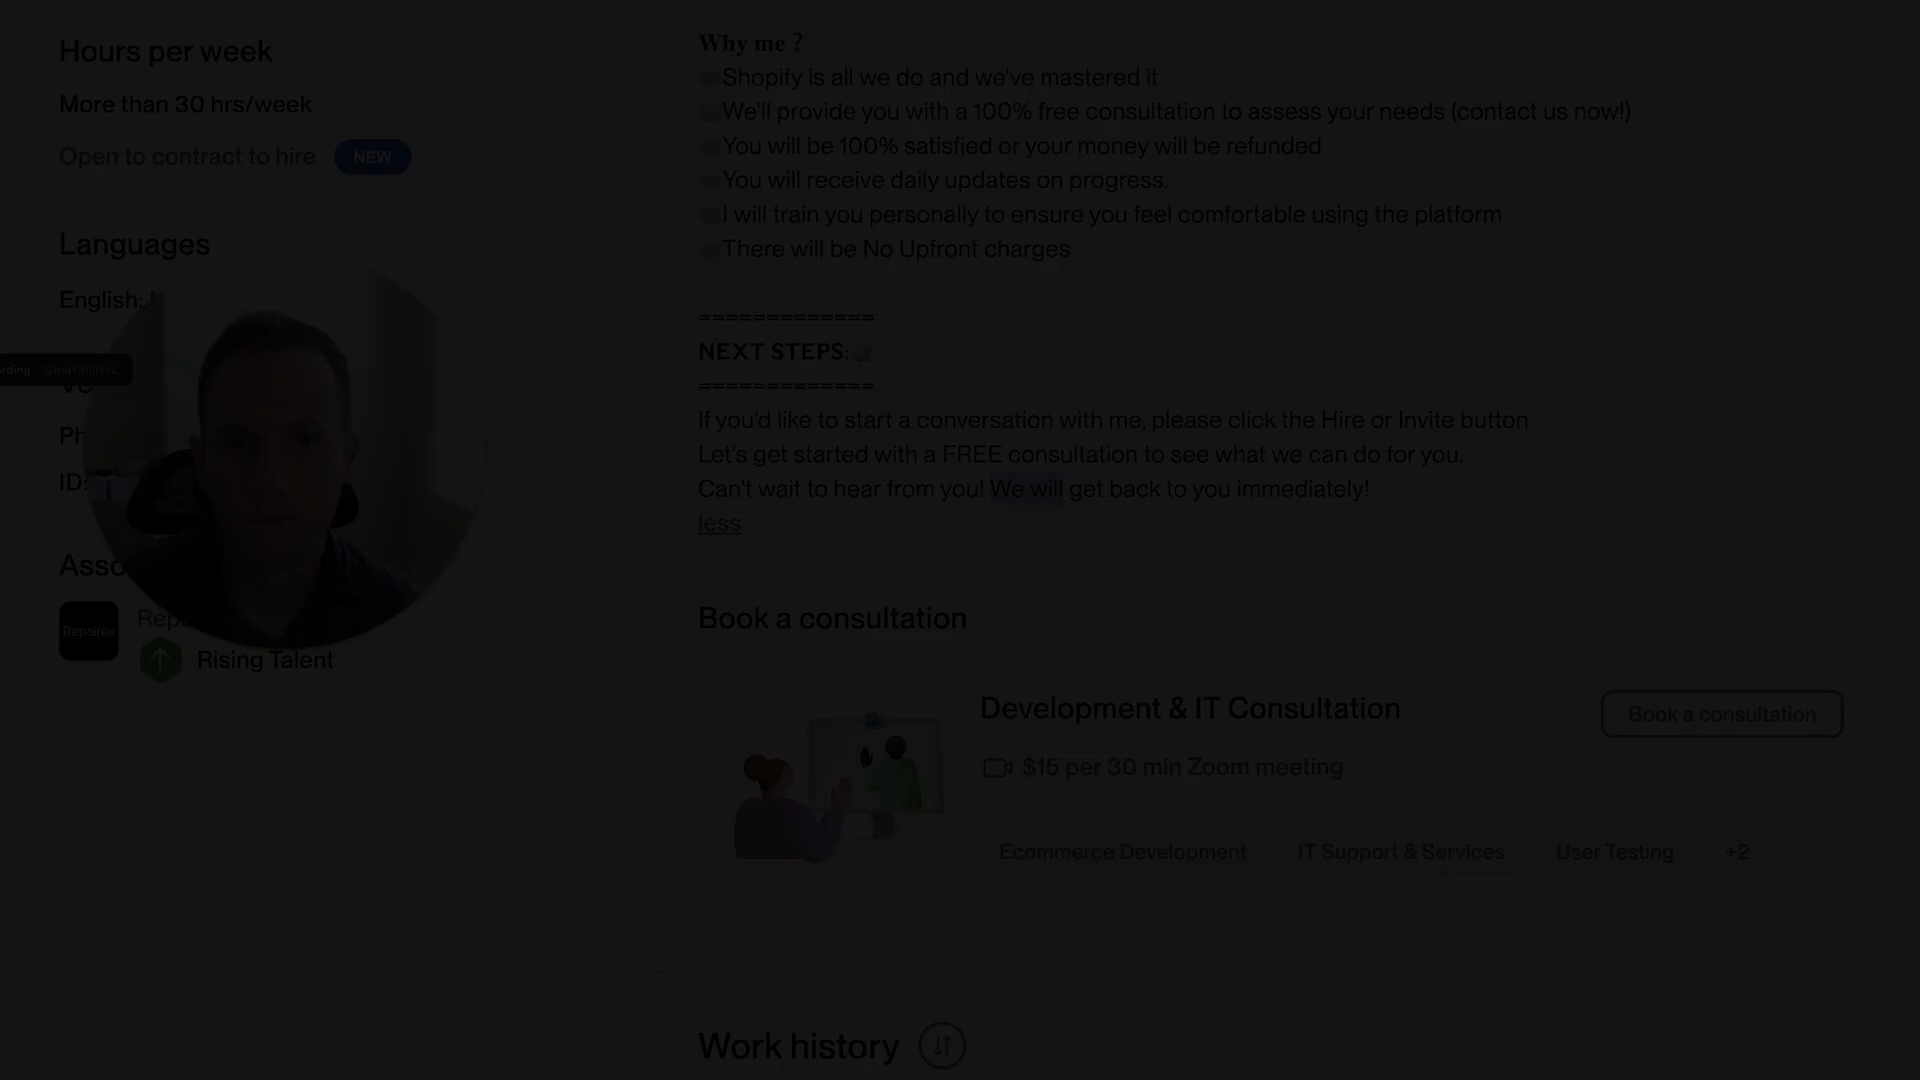 Hours per week
More than 30 hrs/week
Open to contract to hire NEW
Languages
English:
Ph
ID:
Asso
Repairex
Rising Talent
Why me ?
Shopify is all we do and we've mastered it
We'll provide you with a 100% free consultation to assess your needs (contact us now!)
You will be 100% satisfied or your money will be refunded
You will receive daily updates on progress.
I will train you personally to ensure you feel comfortable using the platform
There will be No Upfront charges
=============
NEXT STEPS:
=============
If you'd like to start a conversation with me, please click the Hire or Invite button
Let's get started with a FREE consultation to see what we can do for you.
Can't wait to hear from you! We will get back to you immediately!
less
Book a consultation
Development & IT Consultation
Book a consultation
$15 per 30 min Zoom meeting
Ecommerce Development IT Support & Services User Testing +2
Work history